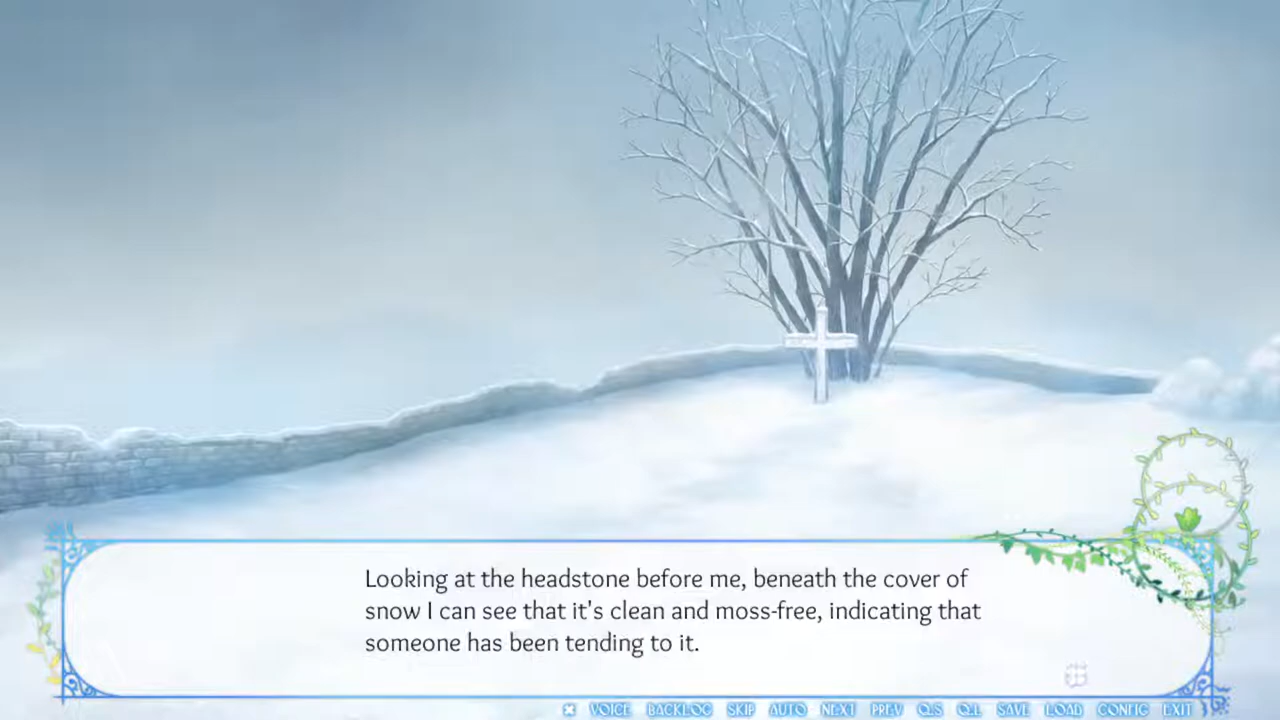 Looking at the headstone before me, beneath the cover of
snow I can see that it's clean and moss-free, indicating that
someone has been tending to it.
VOICE BACKLOG SKIP AUTO NEXT PREV Q.S Q.L SAVE LOAD CONFIG EXIT